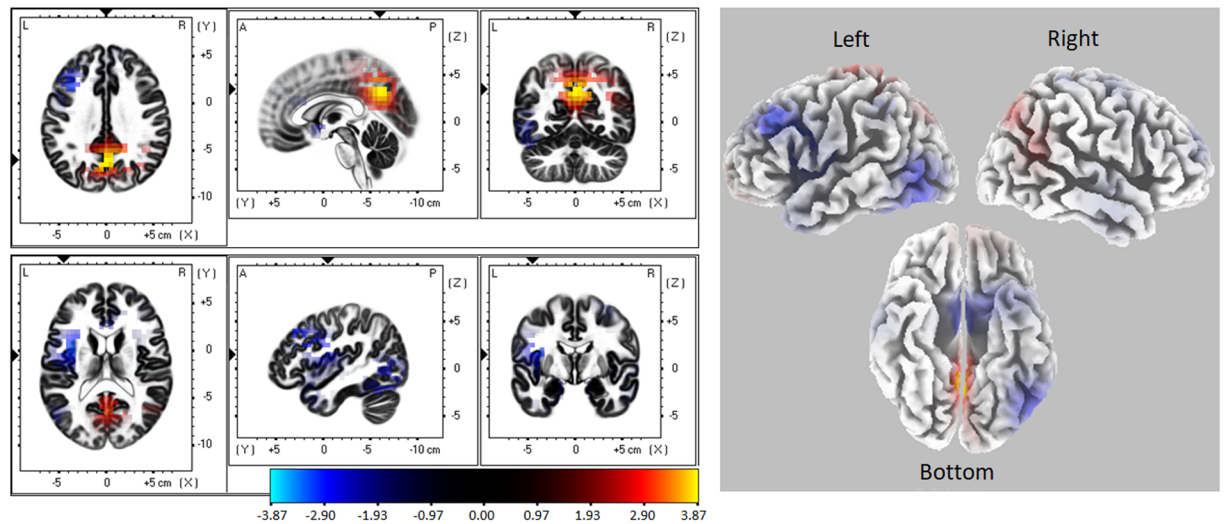 L R (Y) A P (Z) L R (Z)
+5 +5 +5
0 0 0
-5 -5 -5
-10
-5 0 +5 cm (X) (Y) +5 0 -5 -10 cm -5 0 +5 cm (X)
L R (Y) A P (Z) L R (Z)
+5 +5 +5
0 0 0
-5 -5 -5
-10
-5 0 +5 cm (X) (Y) +5 0 -5 -10 cm -5 0 +5 cm (X)
-3.87 -2.90 -1.93 -0.97 0.00 0.97 1.93 2.90 3.87
Left Right
Bottom